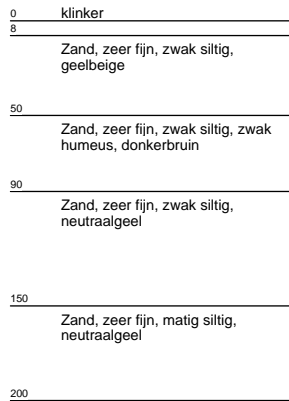 0 klinker
8
Zand, zeer fijn, zwak siltig,
geelbeige
50
Zand, zeer fijn, zwak siltig, zwak
humeus, donkerbruin
90
Zand, zeer fijn, zwak siltig,
neutraalgeel
150
Zand, zeer fijn, matig siltig,
neutraalgeel
200